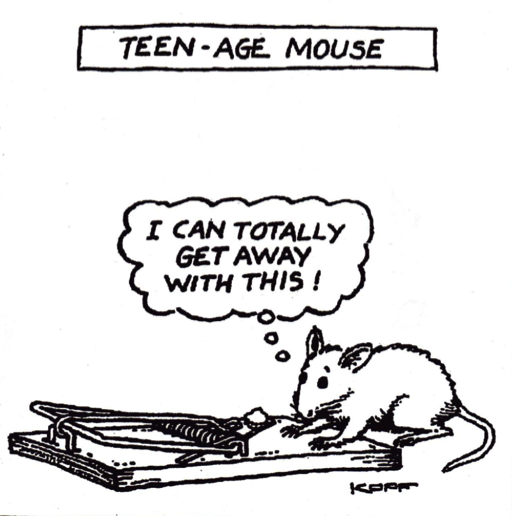 TEEN-AGE MOUSE
I CAN TOTALLY
GET AWAY
WITH THIS!
KOPF